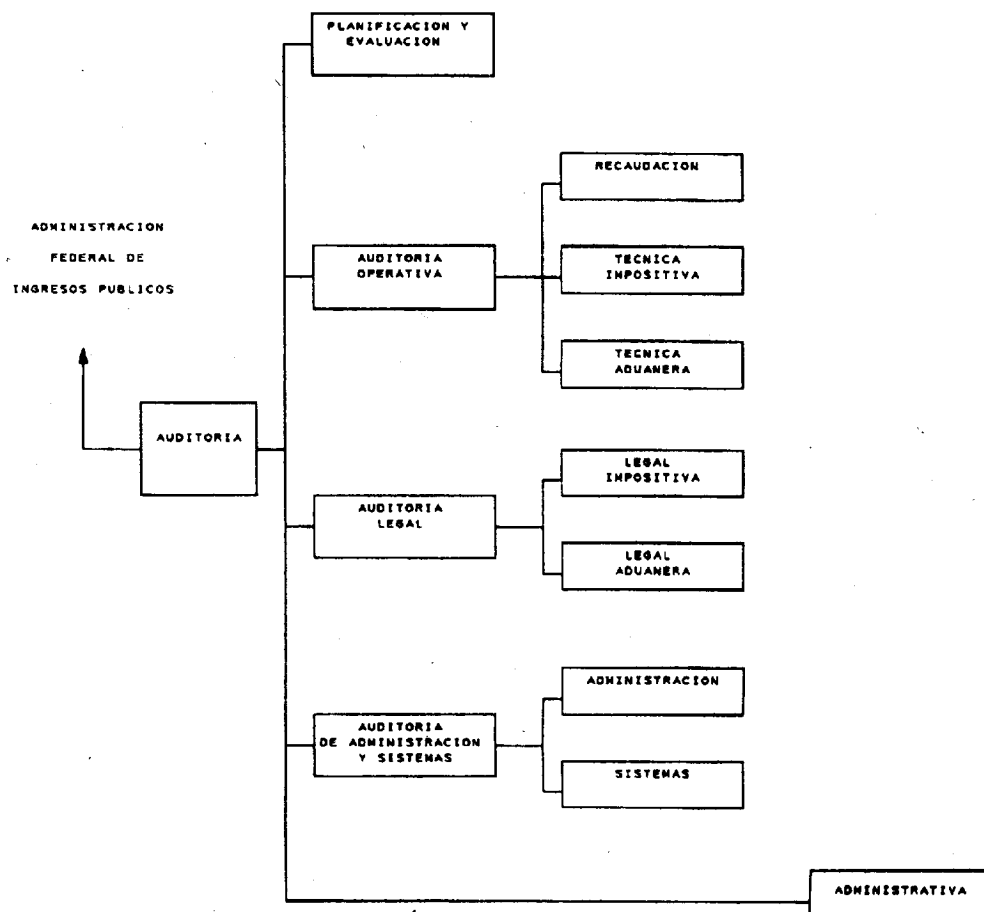 PLANIFICACION Y
EVALUACION
RECAUDACION
ADMINISTRACION
FEDERAL DE
INGRESOS PUBLICOS
AUDITORIA
OPERATIVA
TECNICA
IMPOSITIVA
TECNICA
ADUANERA
AUDITORIA
LEGAL
IMPOSITIVA
AUDITORIA
LEGAL
LEGAL
ADUANERA
ADMINISTRACION
AUDITORIA
DE ADMINISTRACION
Y SISTEMAS
SISTEMAS
ADMINISTRATIVA